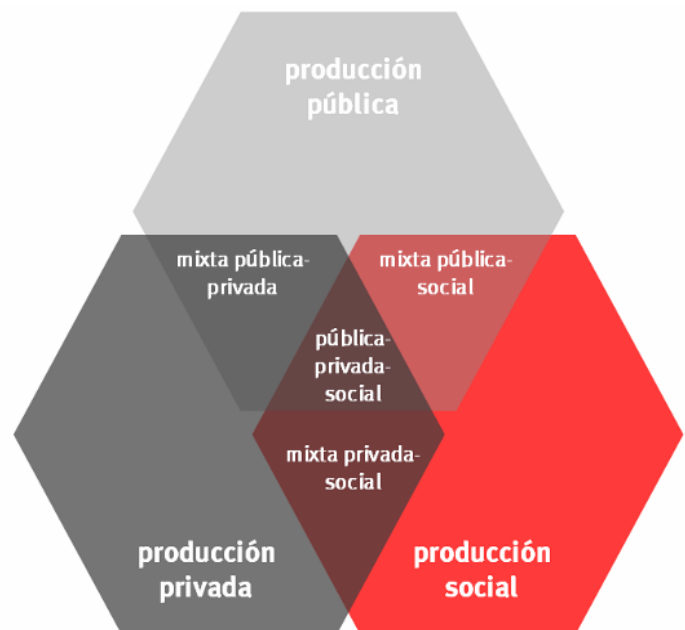 producción
pública
mixta pública-
privada
mixta pública-
social
pública-
privada-
social
mixta privada-
social
producción
privada
producción
social